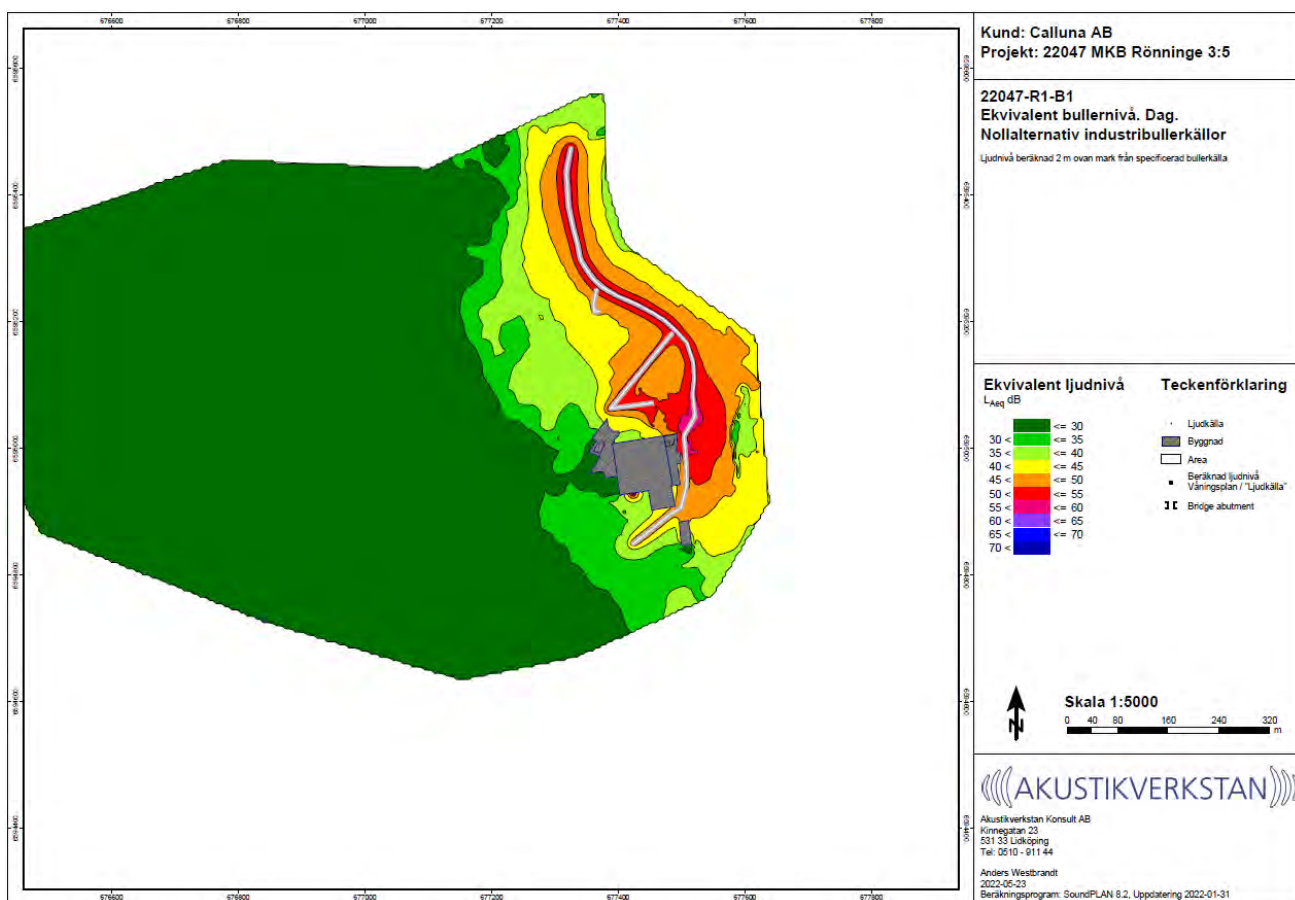 676600 676800 677000 677200 677400 677600 677800
Kund: Calluna AB
Projekt: 22047 MKB Rönninge 3:5
22047-R1-B1
Ekvivalent bullernivå. Dag.
Nollalternativ industribullerkällor
Ljudnivå beräknad 2 m ovan mark från specificerad bullerkälla
Ekvivalent ljudnivå
LAeq dB
<= 30
30 < <= 35
35 < <= 40
40 < <= 45
45 < <= 50
50 < <= 55
55 < <= 60
60 < <= 65
65 < <= 70
70 <
Teckenförklaring
Ljudkälla
Byggnad
Area
Beräknad ljudnivå
Våningsplan / "Ljudkälla"
Bridge abutment
N
Skala 1:5000
0 40 80 160 240 320
m
AKUSTIKVERKSTAN
Akustikverkstan Konsult AB
Kinnegatan 23
531 33 Lidköping
Tel: 0510 - 911 44
Anders Westbrandt
2022-05-23
Beräkningsprogram: SoundPLAN 8.2, Uppdatering 2022-01-31
676600 676800 677000 677200 677400 677600 677800